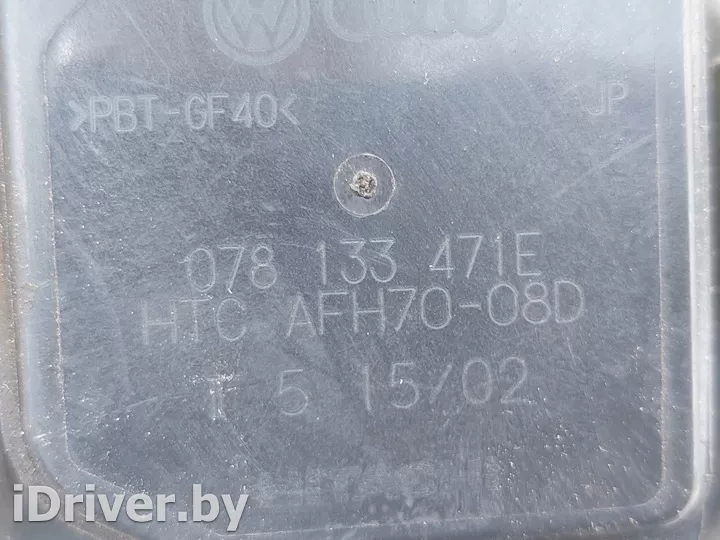 >PBT-GF40< JP
078 133 471E
HTC AFH70-08D
T 5 15/02
iDriver.by